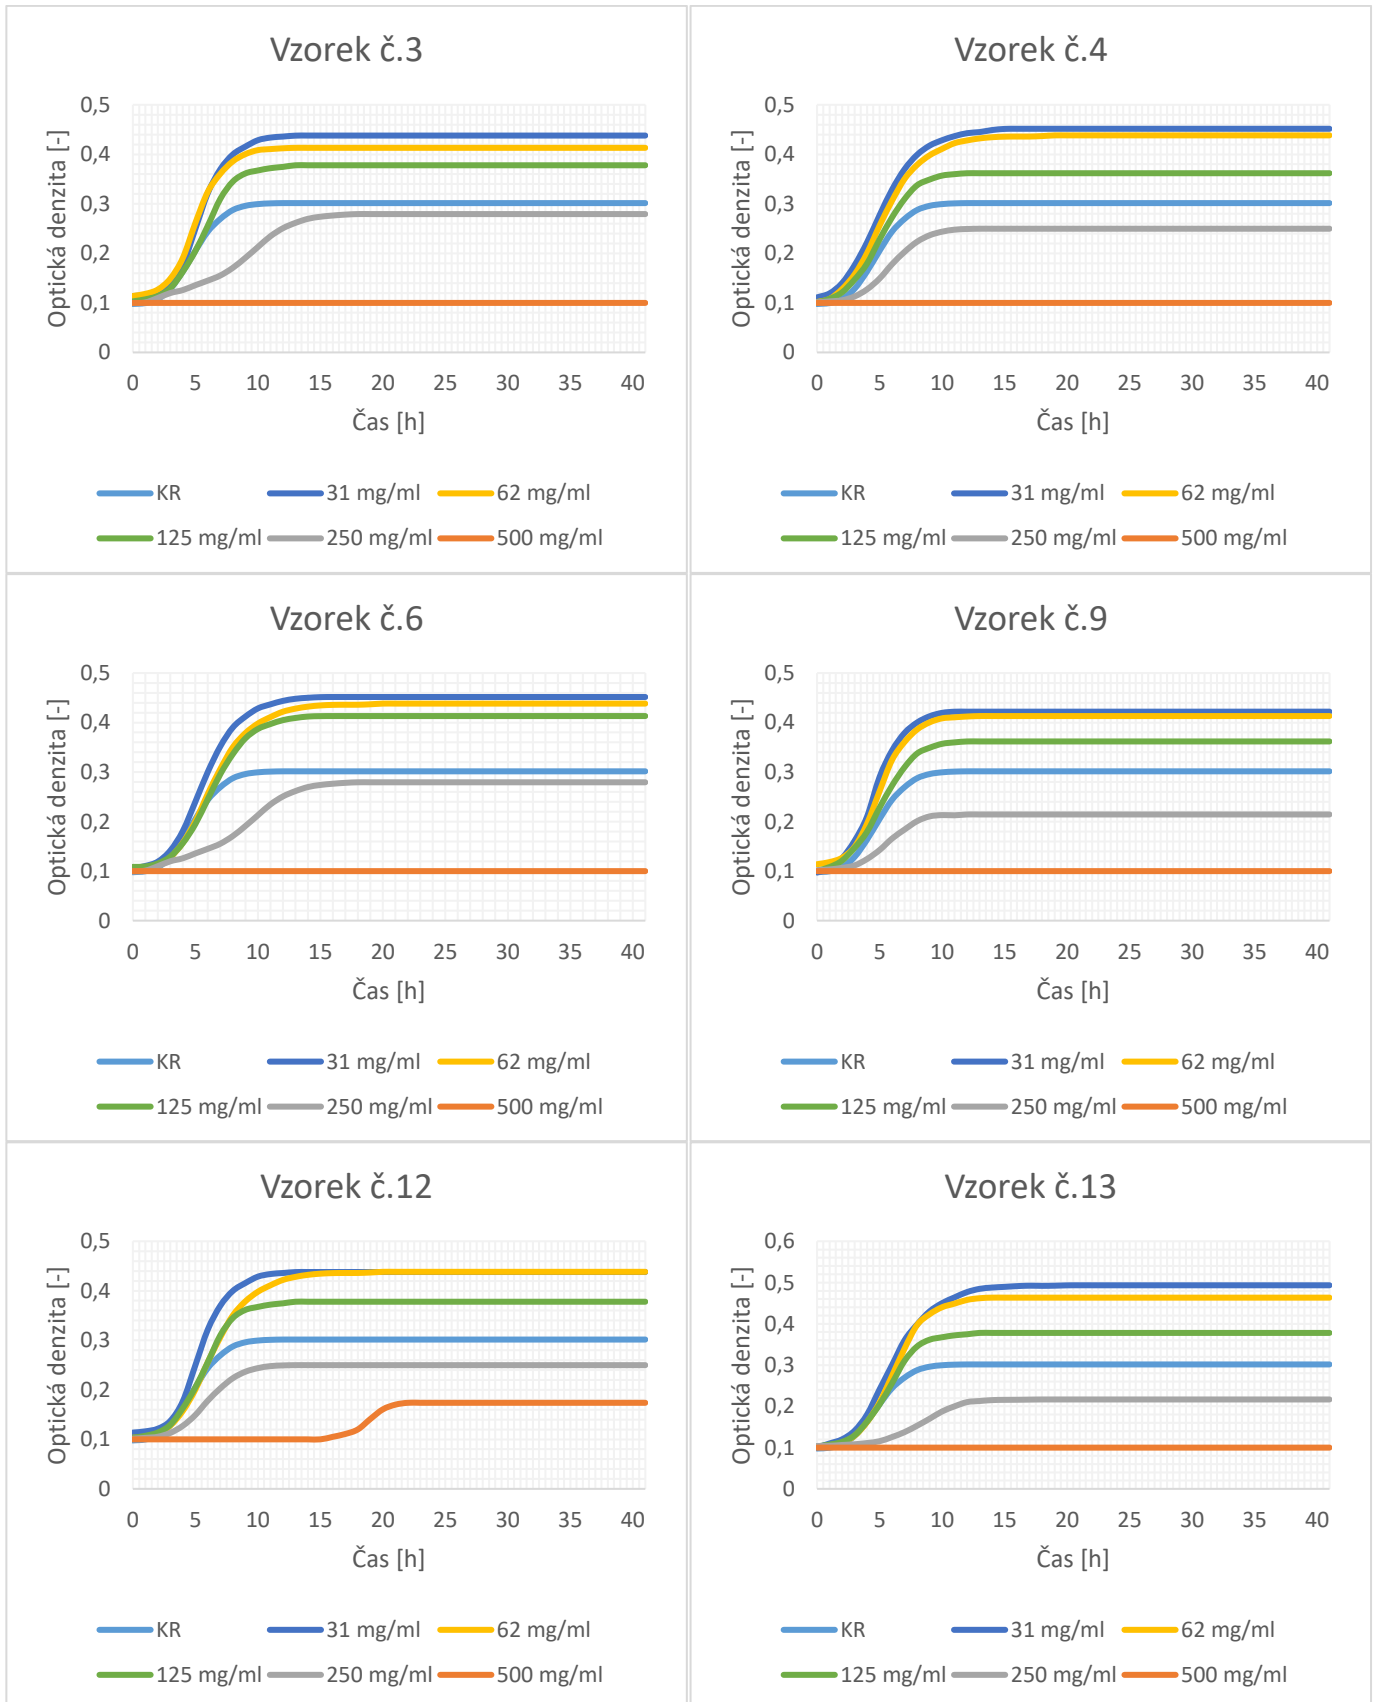 Vzorek č.3
Optická denzita [-]
0,5
0,4
0,3
0,2
0,1
0
0 5 10 15 20 25 30 35 40
Čas [h]
KR 31 mg/ml 62 mg/ml
125 mg/ml 250 mg/ml 500 mg/ml
Vzorek č.4
Optická denzita [-]
0,5
0,4
0,3
0,2
0,1
0
0 5 10 15 20 25 30 35 40
Čas [h]
KR 31 mg/ml 62 mg/ml
125 mg/ml 250 mg/ml 500 mg/ml
Vzorek č.6
Optická denzita [-]
0,5
0,4
0,3
0,2
0,1
0
0 5 10 15 20 25 30 35 40
Čas [h]
KR 31 mg/ml 62 mg/ml
125 mg/ml 250 mg/ml 500 mg/ml
Vzorek č.9
Optická denzita [-]
0,5
0,4
0,3
0,2
0,1
0
0 5 10 15 20 25 30 35 40
Čas [h]
KR 31 mg/ml 62 mg/ml
125 mg/ml 250 mg/ml 500 mg/ml
Vzorek č.12
Optická denzita [-]
0,5
0,4
0,3
0,2
0,1
0
0 5 10 15 20 25 30 35 40
Čas [h]
KR 31 mg/ml 62 mg/ml
125 mg/ml 250 mg/ml 500 mg/ml
Vzorek č.13
Optická denzita [-]
0,6
0,5
0,4
0,3
0,2
0,1
0
0 5 10 15 20 25 30 35 40
Čas [h]
KR 31 mg/ml 62 mg/ml
125 mg/ml 250 mg/ml 500 mg/ml